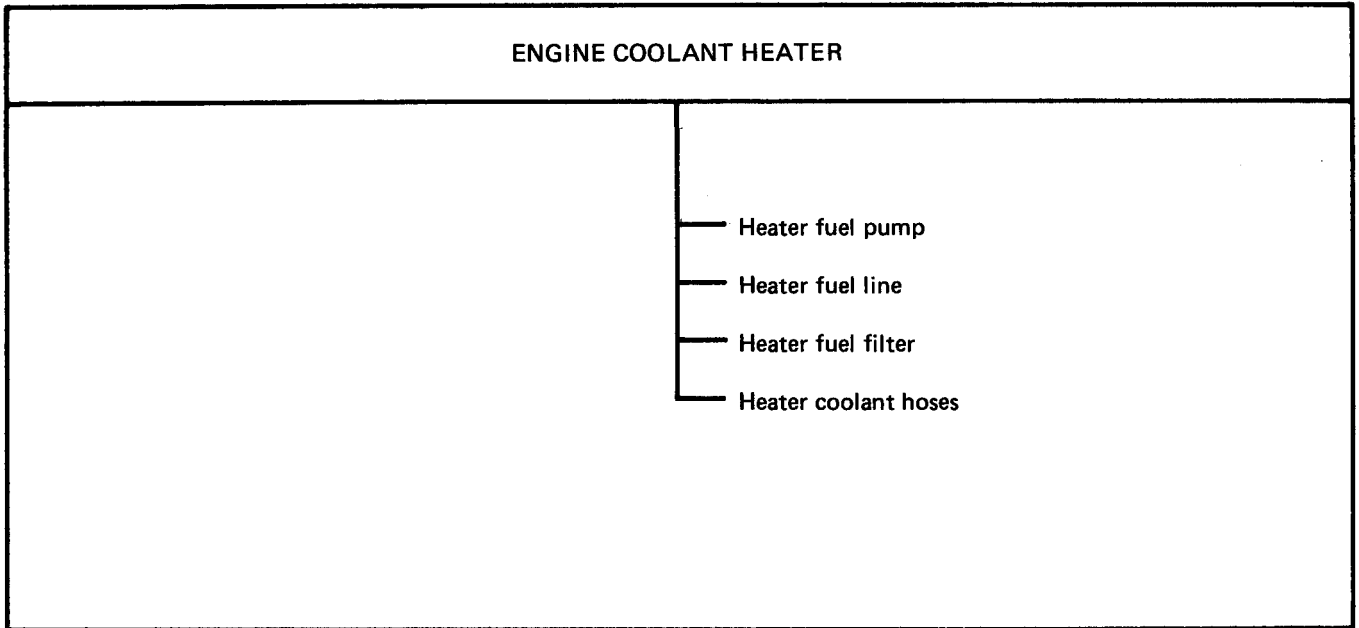 ENGINE COOLANT HEATER
Heater fuel pump
Heater fuel line
Heater fuel filter
Heater coolant hoses